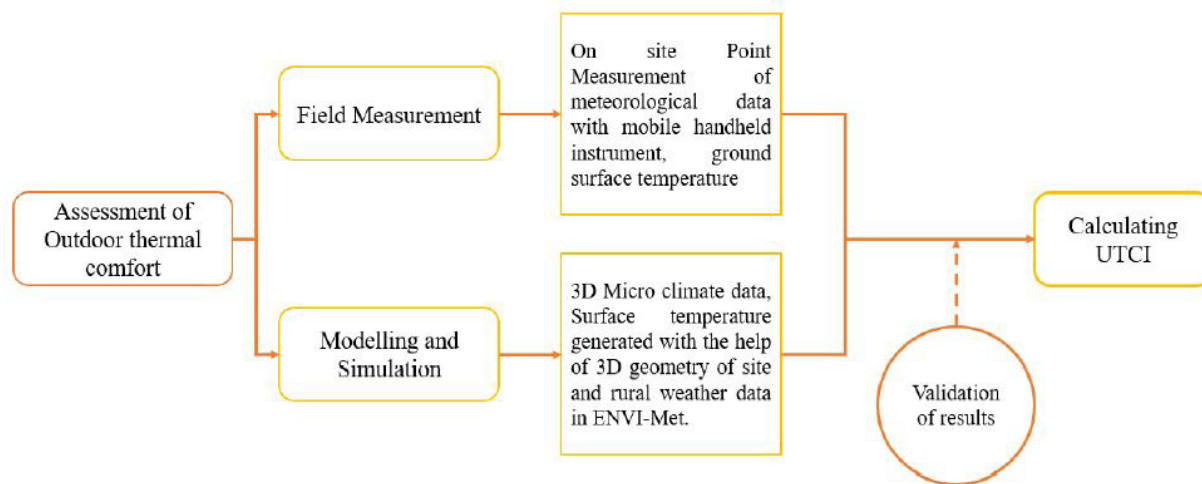 Assessment of
Outdoor thermal
comfort
Field Measurement
On site Point
Measurement of
meteorological data
with mobile handheld
instrument, ground
surface temperature
Modelling and
Simulation
3D Micro climate data,
Surface temperature
generated with the help
of 3D geometry of site
and rural weather data
in ENVI-Met.
Calculating
UTCI
Validation
of results